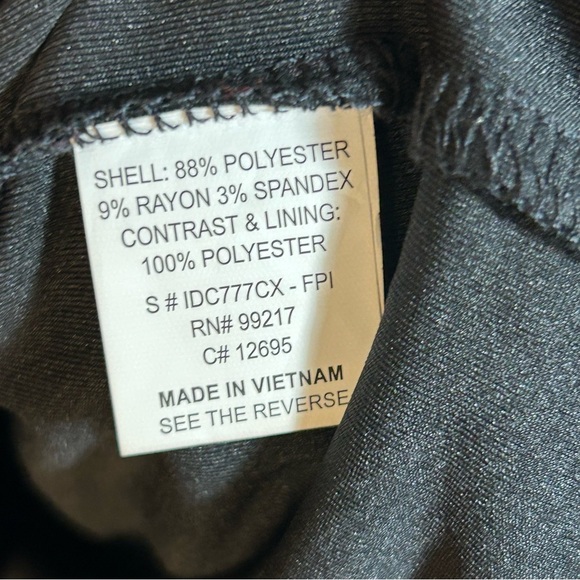 SHELL: 88% POLYESTER
9% RAYON 3% SPANDEX
CONTRAST & LINING:
100% POLYESTER
S # IDC777CX - FPI
RN# 99217
C# 12695
MADE IN VIETNAM
SEE THE REVERSE